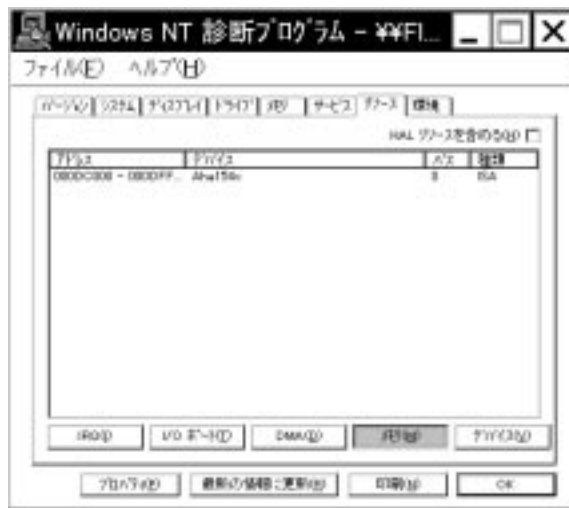 Windows NT 診断ﾌﾟﾛｸﾞﾗﾑ - ¥¥FI...
ファイル(F) ヘルプ(H)
ﾊﾞｰｼﾞｮﾝ ｼｽﾃﾑ ﾃﾞｨｽﾌﾟﾚｲ ﾄﾞﾗｲﾌﾞ ﾒﾓﾘ ｻｰﾋﾞｽ ﾘｿｰｽ 環境
HAL ﾘｿｰｽを含める(H)
アドレス デバイス バス 種類
000DC000 - 000DFF... Aha154x 0 ISA
IRQ(I) I/O ﾎﾟｰﾄ(T) DMA(D) ﾒﾓﾘ(M) ﾃﾞﾊﾞｲｽ(V)
ﾌﾟﾛﾊﾟﾃｨ(P) 最新の情報に更新(R) 印刷(N) OK